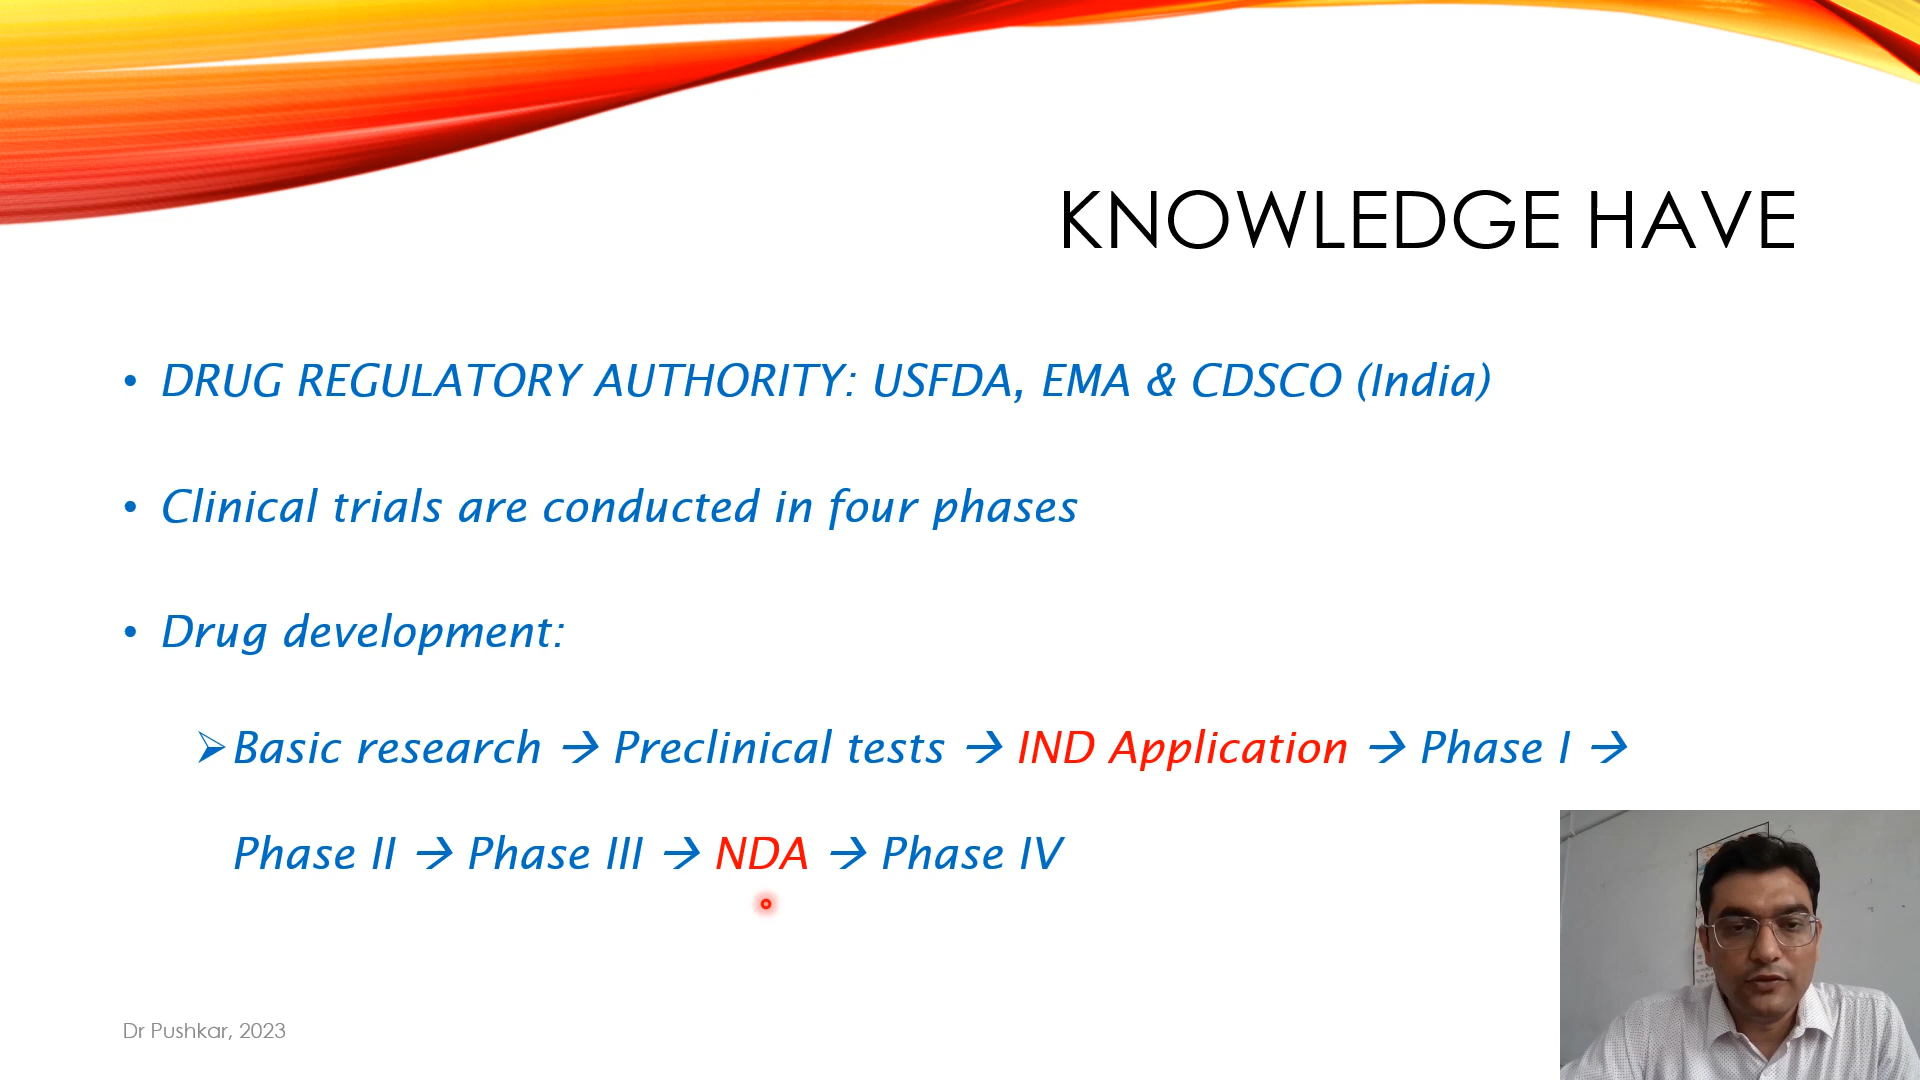 KNOWLEDGE HAVE
• DRUG REGULATORY AUTHORITY: USFDA, EMA & CDSCO (India)
• Clinical trials are conducted in four phases
• Drug development:
➢ Basic research → Preclinical tests → IND Application → Phase I →
Phase II → Phase III → NDA → Phase IV
Dr Pushkar, 2023